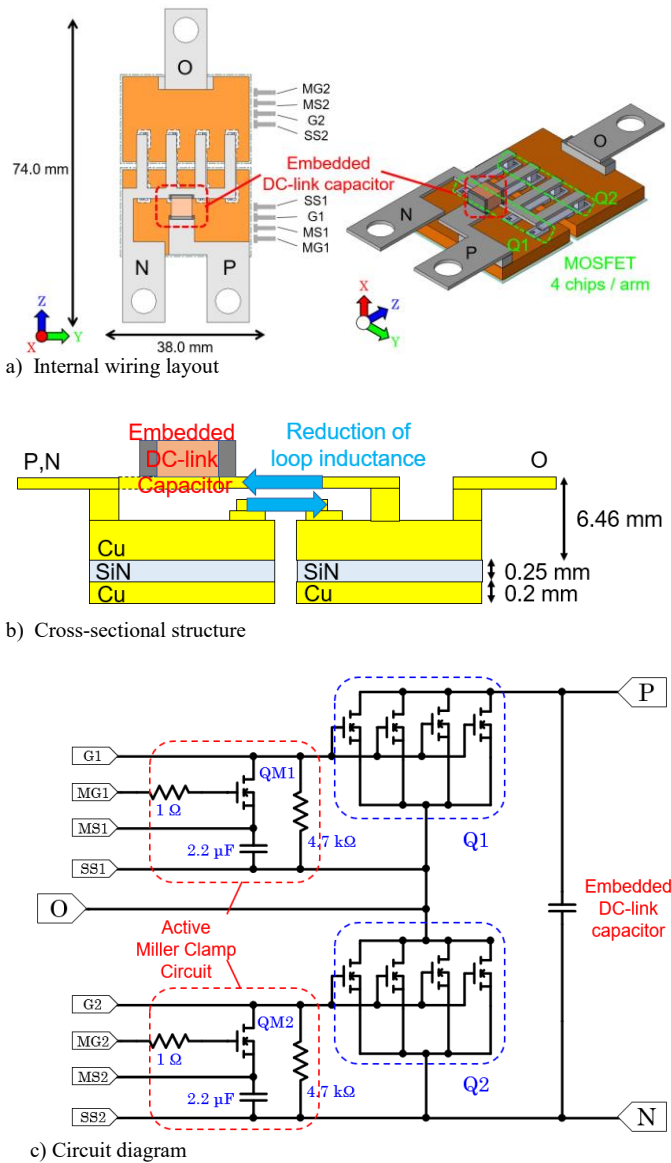 O
MG2
MS2
G2
SS2
74.0 mm
Embedded
DC-link capacitor
SS1
G1
MS1
MG1
N
P
Z
Y
X
38.0 mm
O
N
P
Q2
Q1
MOSFET
4 chips / arm
X
Z
Y
a) Internal wiring layout
P,N
Embedded
DC-link
Capacitor
Reduction of
loop inductance
O
6.46 mm
Cu
SiN
SiN
0.25 mm
Cu
Cu
0.2 mm
b) Cross-sectional structure
P
G1
QM1
MG1
1 Ω
MS1
2.2 µF
4.7 kΩ
Q1
SS1
O
Active
Miller Clamp
Circuit
Embedded
DC-link
capacitor
G2
QM2
MG2
1 Ω
MS2
2.2 µF
4.7 kΩ
Q2
SS2
N
c) Circuit diagram